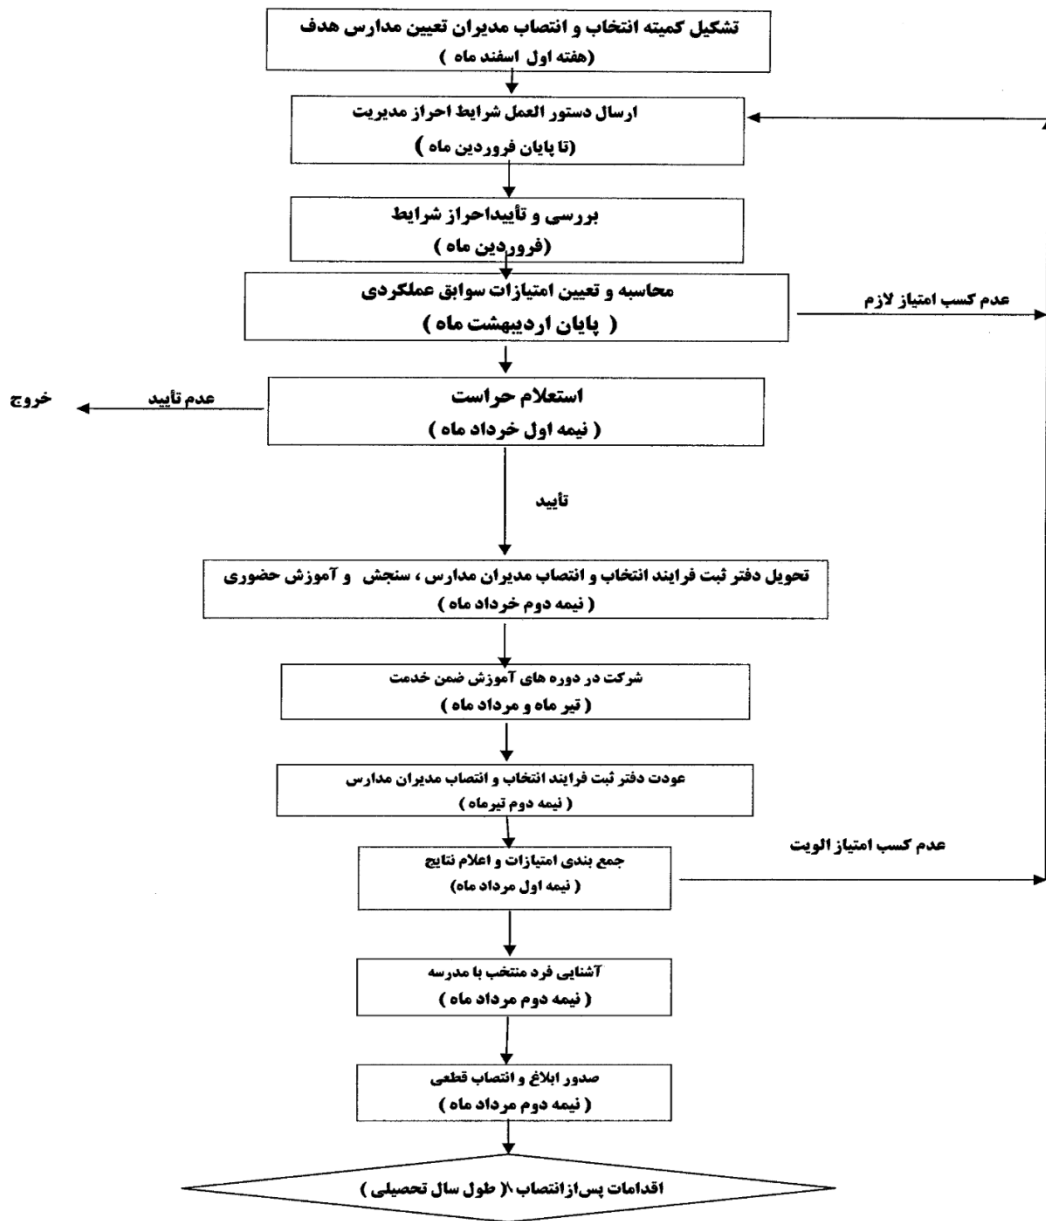 تشکیل کمیته انتخاب و انتصاب مدیران تعیین مدارس هدف
(هفته اول اسفند ماه )
ارسال دستور العمل شرایط احراز مدیریت
(تا پایان فروردین ماه )
بررسی و تأییداحراز شرایط
(فروردین ماه )
محاسبه و تعیین امتیازات سوابق عملکردی
( پایان اردیبهشت ماه )
عدم کسب امتیاز لازم
استعلام حراست
( نیمه اول خرداد ماه )
عدم تأیید
خروج
تأیید
تحویل دفتر ثبت فرایند انتخاب و انتصاب مدیران مدارس ، سنجش و آموزش حضوری
( نیمه دوم خرداد ماه )
شرکت در دوره های آموزش ضمن خدمت
( تیر ماه و مرداد ماه )
عودت دفتر ثبت فرایند انتخاب و انتصاب مدیران مدارس
( نیمه دوم تیرماه )
جمع بندی امتیازات و اعلام نتایج
( نیمه اول مرداد ماه)
عدم کسب امتیاز الویت
آشنایی فرد منتخب با مدرسه
( نیمه دوم مرداد ماه )
صدور ابلاغ و انتصاب قطعی
( نیمه دوم مرداد ماه )
اقدامات پس‌ازانتصاب \( طول سال تحصیلی )